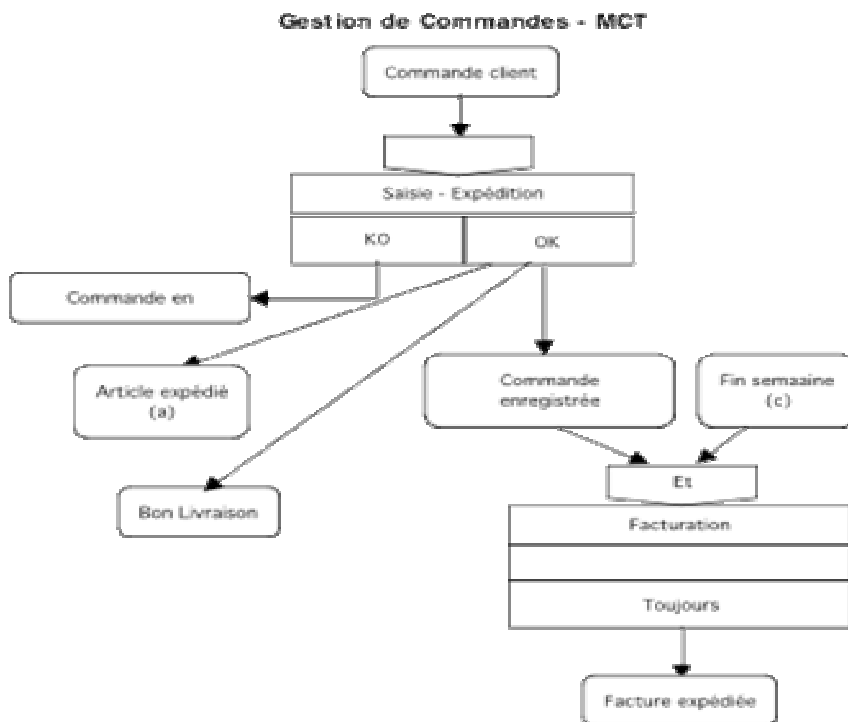 Gestion de Commandes - MCT
Commande client
Saisie - Expédition
KO
OK
Commande en
Article expédié
(a)
Commande
enregistrée
Fin semaaine
(c)
Et
Bon Livraison
Facturation
Toujours
Facture expédiée